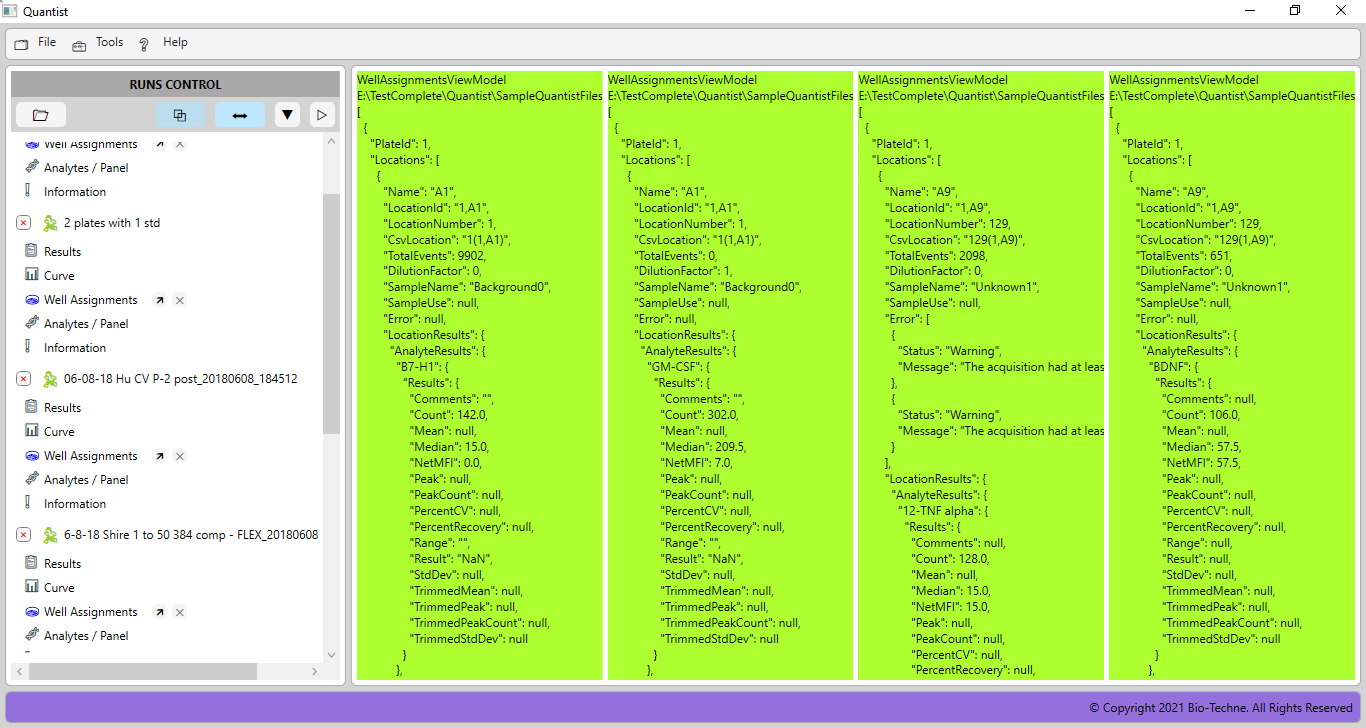 Quantist
File Tools Help
RUNS CONTROL
Well Assignments
Analytes / Panel
Information
2 plates with 1 std
Results
Curve
Well Assignments
Analytes / Panel
Information
06-08-18 Hu CV P-2 post_20180608_184512
Results
Curve
Well Assignments
Analytes / Panel
Information
6-8-18 Shire 1 to 50 384 comp - FLEX_20180608
Results
Curve
Well Assignments
Analytes / Panel
WellAssignmentsViewModel
E:\TestComplete\Quantist\SampleQuantistFiles
[
{
"PlateId": 1,
"Locations": [
{
"Name": "A1",
"LocationId": "1,A1",
"LocationNumber": 1,
"CsvLocation": "1(1,A1)",
"TotalEvents": 9902,
"DilutionFactor": 0,
"SampleName": "Background0",
"SampleUse": null,
"Error": null,
"LocationResults": {
"AnalyteResults": {
"B7-H1": {
"Results": {
"Comments": "",
"Count": 142.0,
"Mean": null,
"Median": 15.0,
"NetMFI": 0.0,
"Peak": null,
"PeakCount": null,
"PercentCV": null,
"PercentRecovery": null,
"Range": "",
"Result": "NaN",
"StdDev": null,
"TrimmedMean": null,
"TrimmedPeak": null,
"TrimmedPeakCount": null,
"TrimmedStdDev": null
}
},
WellAssignmentsViewModel
E:\TestComplete\Quantist\SampleQuantistFiles
[
{
"PlateId": 1,
"Locations": [
{
"Name": "A1",
"LocationId": "1,A1",
"LocationNumber": 1,
"CsvLocation": "1(1,A1)",
"TotalEvents": 0,
"DilutionFactor": 1,
"SampleName": "Background0",
"SampleUse": null,
"Error": null,
"LocationResults": {
"AnalyteResults": {
"GM-CSF": {
"Results": {
"Comments": "",
"Count": 302.0,
"Mean": null,
"Median": 209.5,
"NetMFI": 7.0,
"Peak": null,
"PeakCount": null,
"PercentCV": null,
"PercentRecovery": null,
"Range": "",
"Result": "NaN",
"StdDev": null,
"TrimmedMean": null,
"TrimmedPeak": null,
"TrimmedPeakCount": null,
"TrimmedStdDev": null
}
},
WellAssignmentsViewModel
E:\TestComplete\Quantist\SampleQuantistFiles
[
{
"PlateId": 1,
"Locations": [
{
"Name": "A9",
"LocationId": "1,A9",
"LocationNumber": 129,
"CsvLocation": "129(1,A9)",
"TotalEvents": 2098,
"DilutionFactor": 0,
"SampleName": "Unknown1",
"SampleUse": null,
"Error": [
{
"Status": "Warning",
"Message": "The acquisition had at leas
},
{
"Status": "Warning",
"Message": "The acquisition had at leas
}
],
"LocationResults": {
"AnalyteResults": {
"12-TNF alpha": {
"Results": {
"Comments": null,
"Count": 128.0,
"Mean": null,
"Median": 15.0,
"NetMFI": 15.0,
"Peak": null,
"PeakCount": null,
"PercentCV": null,
"PercentRecovery": null,
WellAssignmentsViewModel
E:\TestComplete\Quantist\SampleQuantistFiles
[
{
"PlateId": 1,
"Locations": [
{
"Name": "A9",
"LocationId": "1,A9",
"LocationNumber": 129,
"CsvLocation": "129(1,A9)",
"TotalEvents": 651,
"DilutionFactor": 0,
"SampleName": "Unknown1",
"SampleUse": null,
"Error": null,
"LocationResults": {
"AnalyteResults": {
"BDNF": {
"Results": {
"Comments": null,
"Count": 106.0,
"Mean": null,
"Median": 57.5,
"NetMFI": 57.5,
"Peak": null,
"PeakCount": null,
"PercentCV": null,
"PercentRecovery": null,
"Range": null,
"Result": null,
"StdDev": null,
"TrimmedMean": null,
"TrimmedPeak": null,
"TrimmedPeakCount": null,
"TrimmedStdDev": null
}
},
© Copyright 2021 Bio-Techne. All Rights Reserved